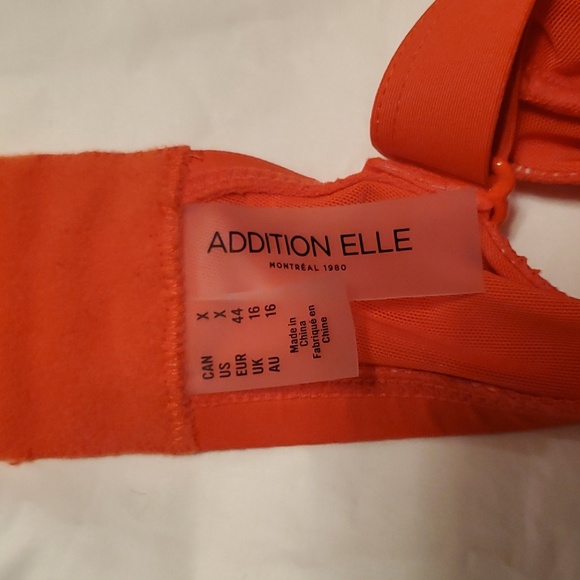 ADDITION ELLE
MONTRÉAL 1980
CAN X
US X
EUR 44
UK 16
AU 16
Made in
China
Fabriqué en
Chine